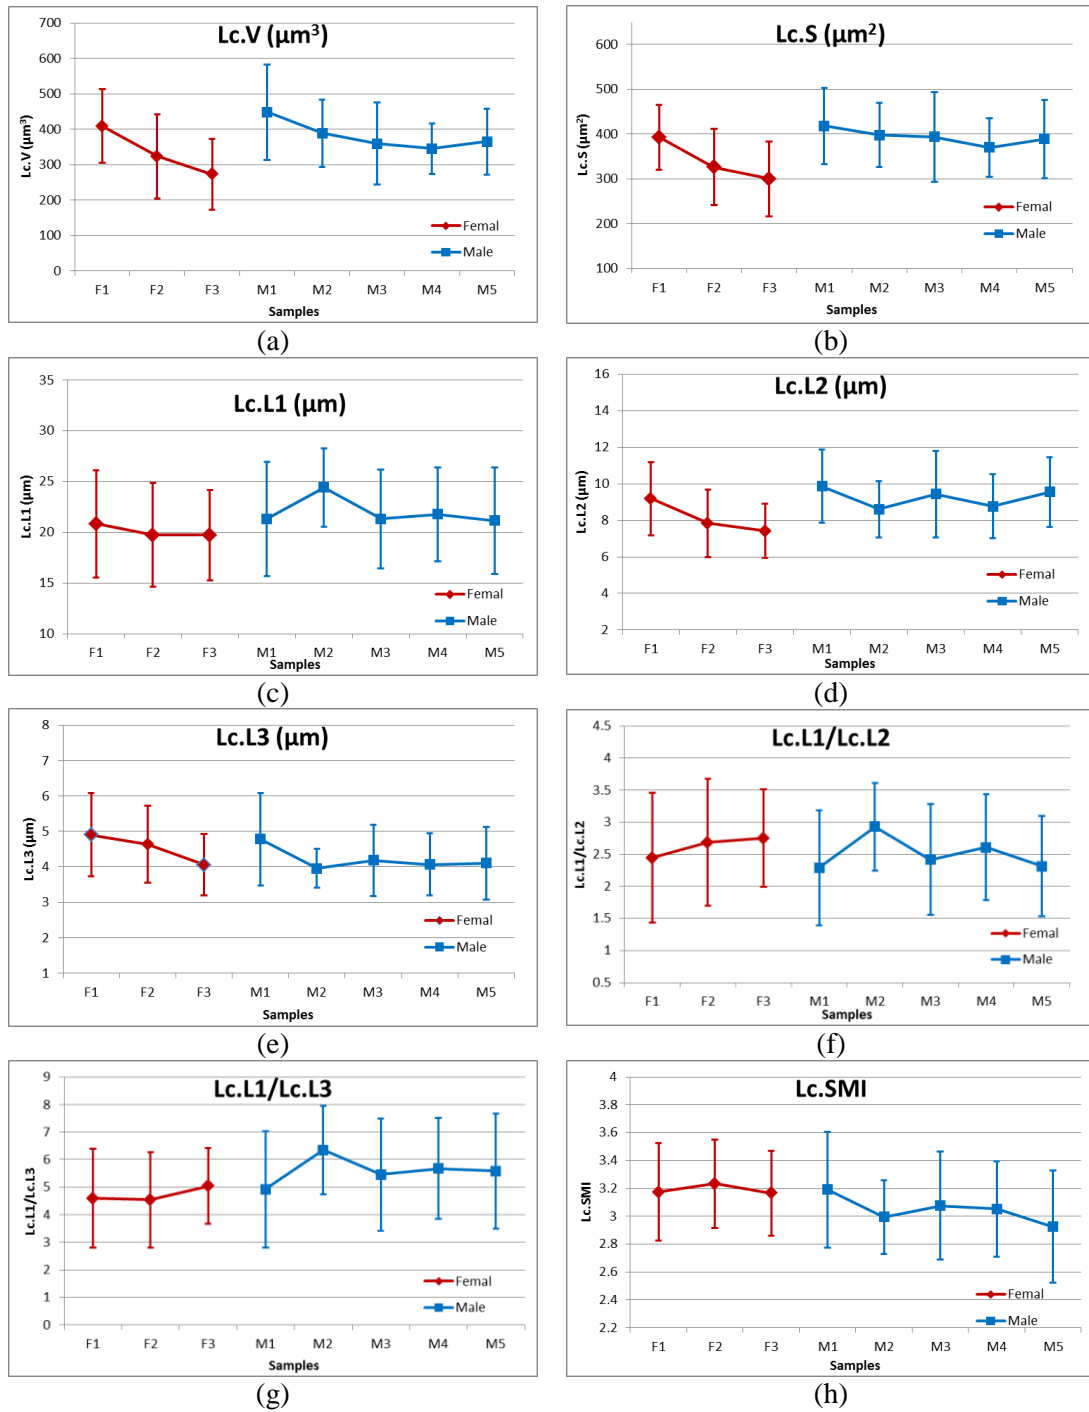 Lc.V (µm³)
Lc.V (µm³)
700
600
500
400
300
200
100
0
F1 F2 F3 M1 M2 M3 M4 M5
Samples
Femal
Male
(a)
Lc.S (µm²)
Lc.S (µm²)
600
500
400
300
200
100
F1 F2 F3 M1 M2 M3 M4 M5
Samples
Femal
Male
(b)
Lc.L1 (µm)
Lc.L1 (µm)
35
30
25
20
15
10
F1 F2 F3 M1 M2 M3 M4 M5
Samples
Femal
Male
(c)
Lc.L2 (µm)
Lc.L2 (µm)
16
14
12
10
8
6
4
2
F1 F2 F3 M1 M2 M3 M4 M5
Samples
Femal
Male
(d)
Lc.L3 (µm)
Lc.L3 (µm)
8
7
6
5
4
3
2
1
F1 F2 F3 M1 M2 M3 M4 M5
Samples
Femal
Male
(e)
Lc.L1/Lc.L2
Lc.L1/Lc.L2
4.5
4
3.5
3
2.5
2
1.5
1
0.5
F1 F2 F3 M1 M2 M3 M4 M5
Samples
Femal
Male
(f)
Lc.L1/Lc.L3
Lc.L1/Lc.L3
9
8
7
6
5
4
3
2
1
0
F1 F2 F3 M1 M2 M3 M4 M5
Samples
Femal
Male
(g)
Lc.SMI
Lc.SMI
4
3.8
3.6
3.4
3.2
3
2.8
2.6
2.4
2.2
F1 F2 F3 M1 M2 M3 M4 M5
Samples
Femal
Male
(h)